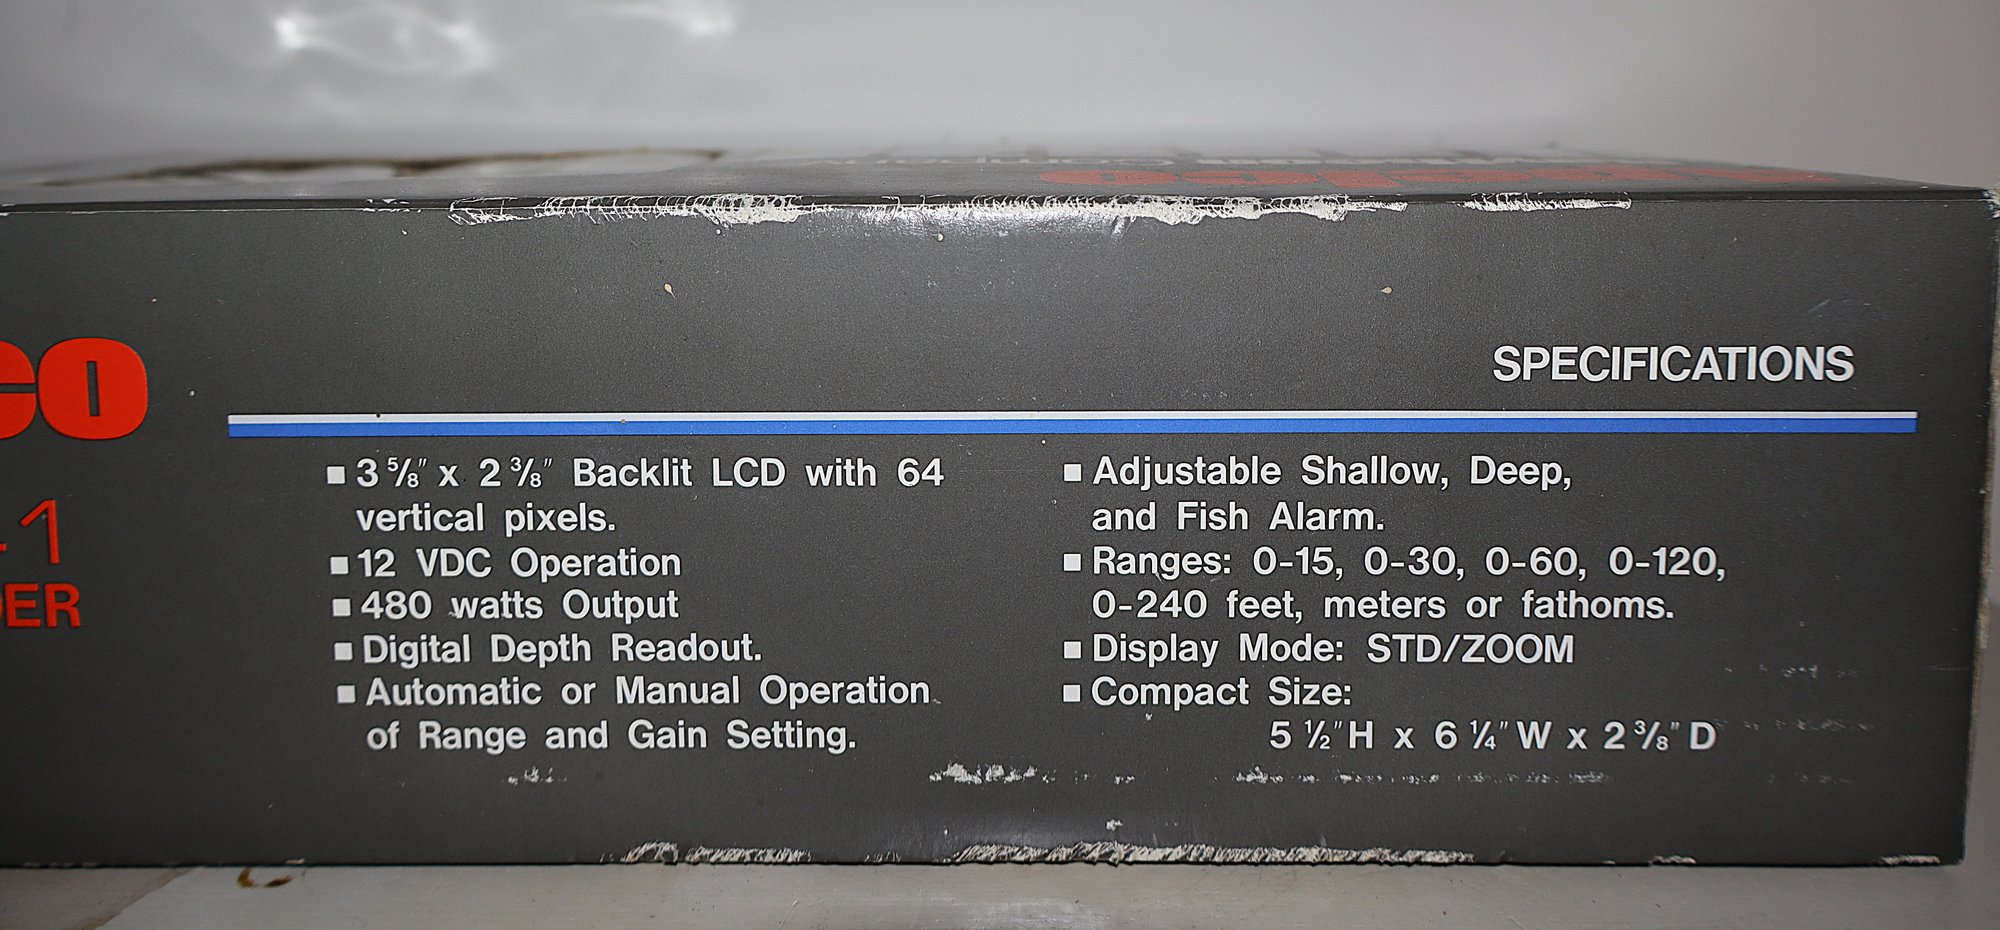 co
-1
DER
SPECIFICATIONS
■ 3 5/8" x 2 3/8" Backlit LCD with 64
vertical pixels.
■ 12 VDC Operation
■ 480 watts Output
■ Digital Depth Readout.
■ Automatic or Manual Operation
of Range and Gain Setting.
■ Adjustable Shallow, Deep,
and Fish Alarm.
■ Ranges: 0-15, 0-30, 0-60, 0-120,
0-240 feet, meters or fathoms.
■ Display Mode: STD/ZOOM
■ Compact Size:
5 1/2" H x 6 1/4" W x 2 3/8" D